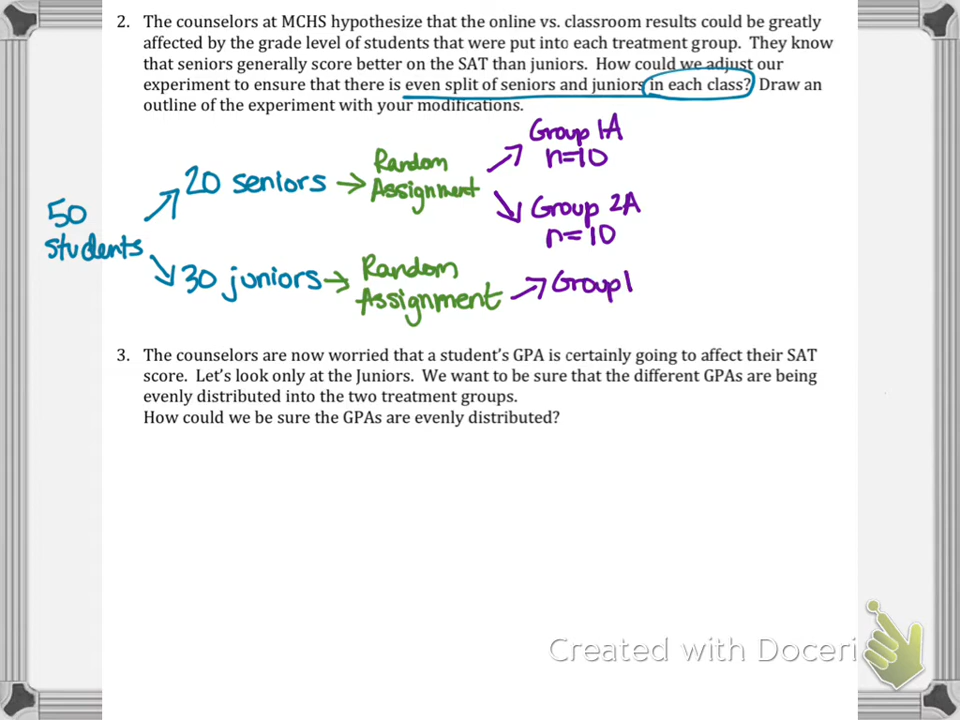 2. The counselors at MCHS hypothesize that the online vs. classroom results could be greatly
affected by the grade level of students that were put into each treatment group. They know
that seniors generally score better on the SAT than juniors. How could we adjust our
experiment to ensure that there is even split of seniors and juniors in each class? Draw an
outline of the experiment with your modifications.
50
students
20 seniors
Random
Assignment
Group 1A
n=10
Group 2A
n=10
30 juniors
Random
Assignment
Group1
3. The counselors are now worried that a student's GPA is certainly going to affect their SAT
score. Let's look only at the Juniors. We want to be sure that the different GPAs are being
evenly distributed into the two treatment groups.
How could we be sure the GPAs are evenly distributed?
Created with Doceri